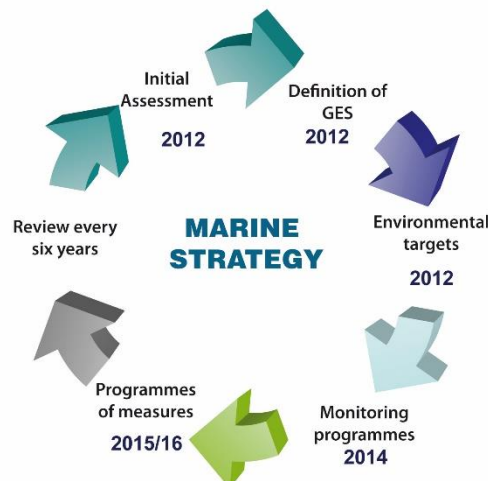 Initial
Assessment
2012
Definition of
GES
2012
Environmental
targets
2012
Monitoring
programmes
2014
Programmes
of measures
2015/16
Review every
six years
MARINE
STRATEGY